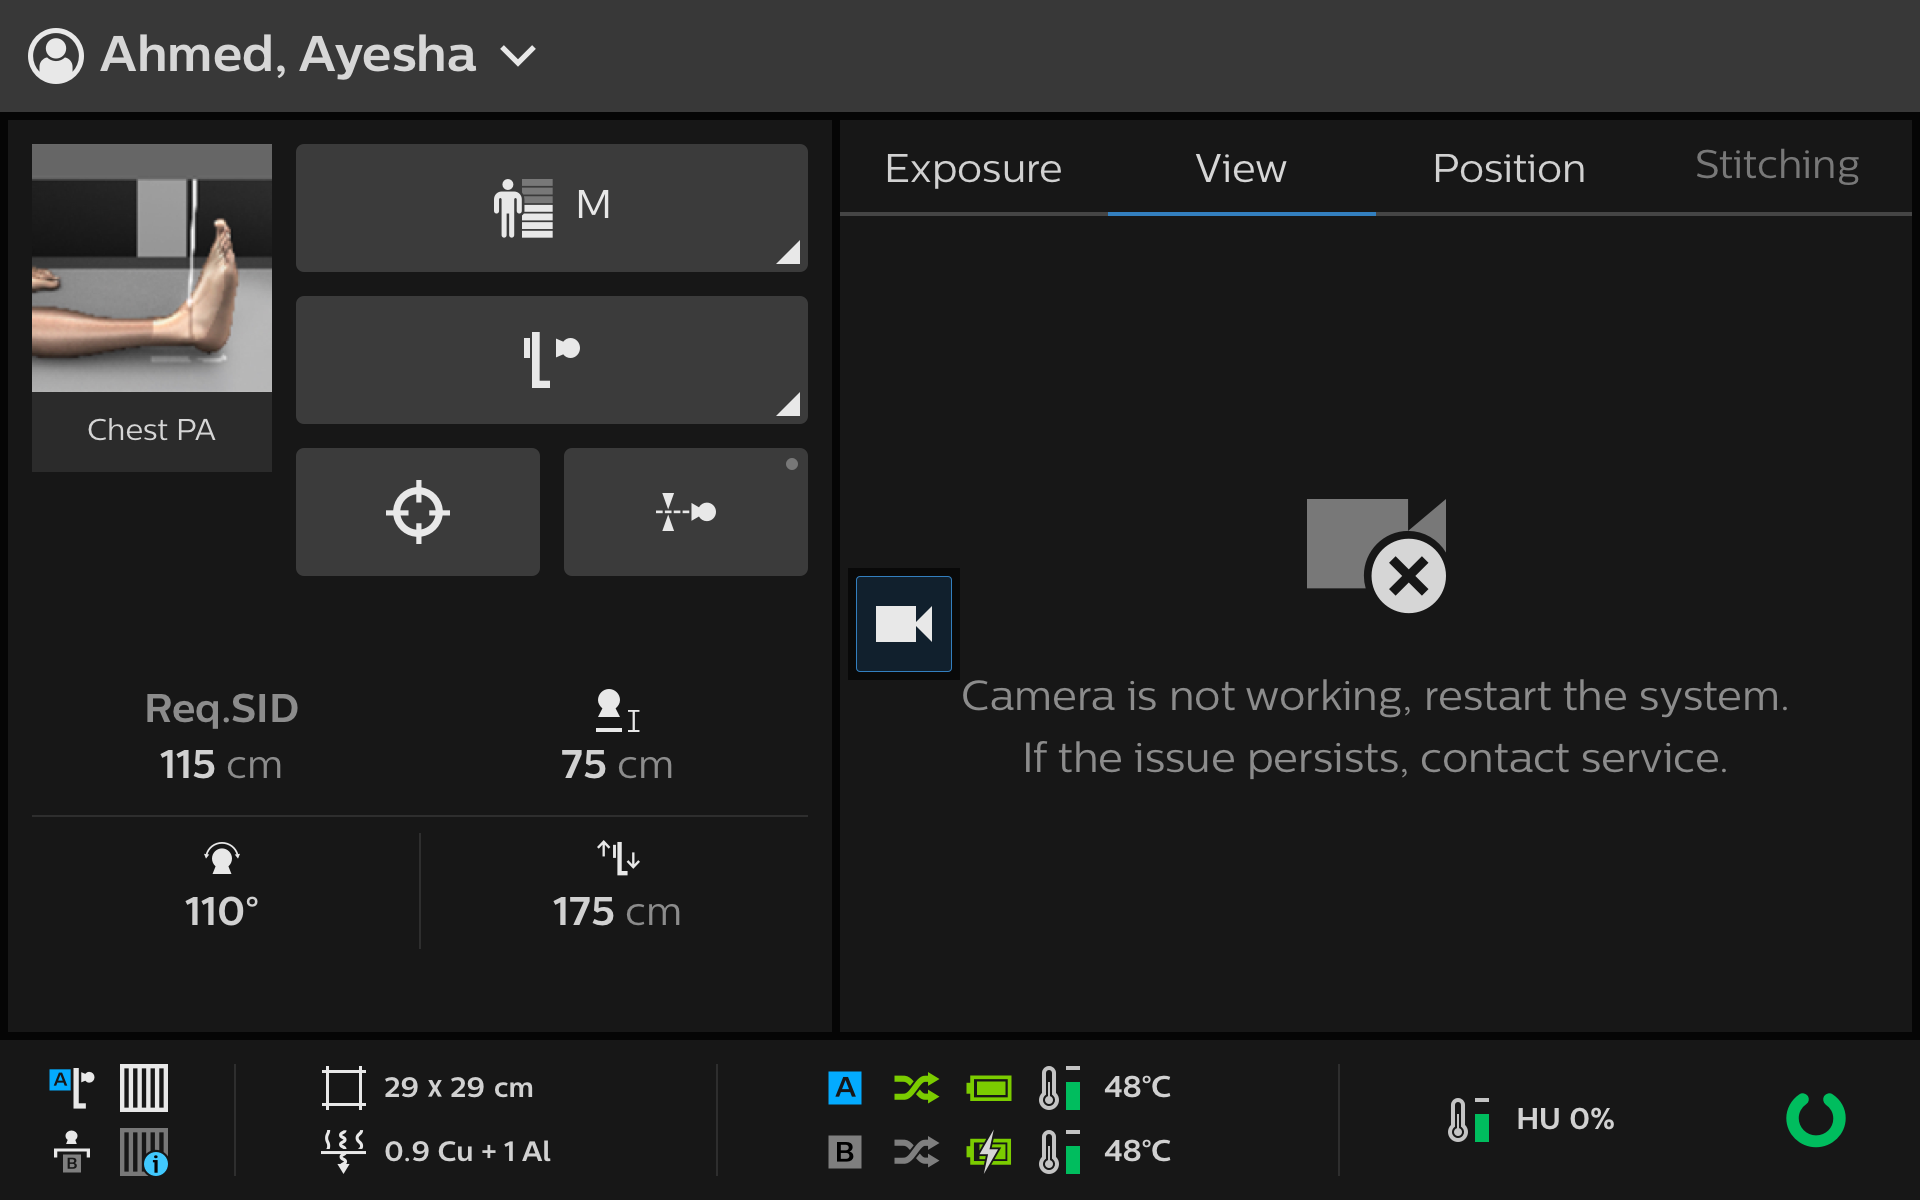 Ahmed, Ayesha
Chest PA
M
Req.SID
115 cm
75 cm
110°
175 cm
Exposure
View
Position
Stitching
Camera is not working, restart the system.
If the issue persists, contact service.
A
B
29 x 29 cm
0.9 Cu + 1 Al
A
48°C
B
48°C
HU 0%